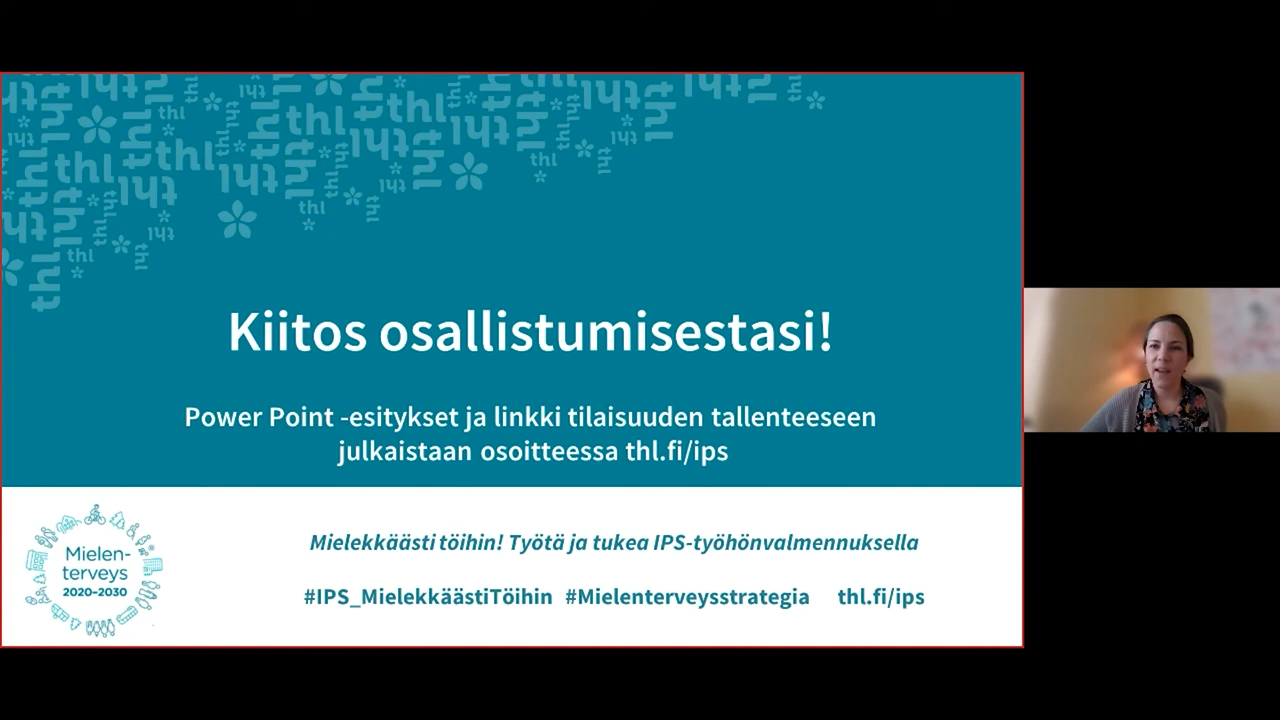 Kiitos osallistumisestasi!
Power Point -esitykset ja linkki tilaisuuden tallenteeseen
julkaistaan osoitteessa thl.fi/ips
Mielen-
terveys
2020–2030
Mielekkäästi töihin! Työtä ja tukea IPS-työhönvalmennuksella
#IPS_MielekkäästiTöihin #Mielenterveysstrategia thl.fi/ips